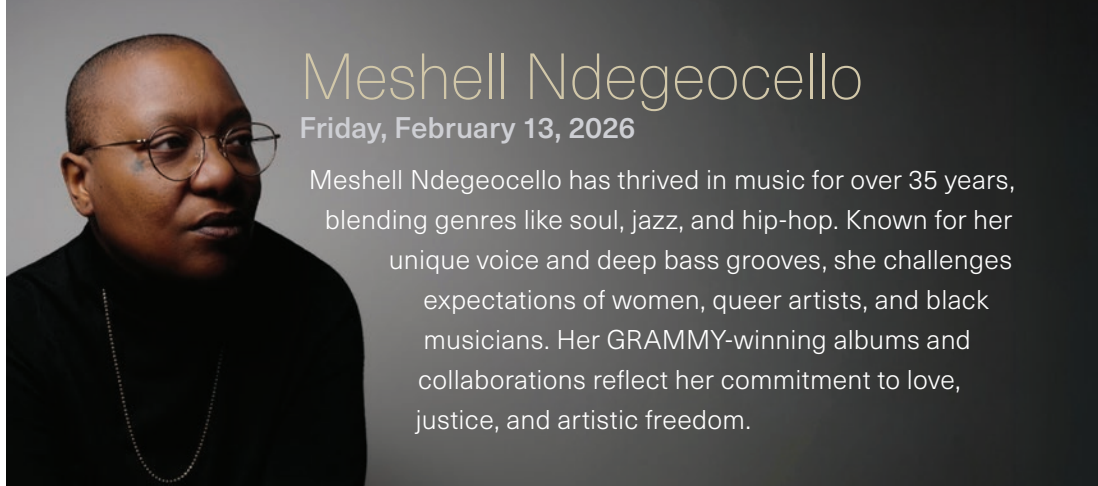 Meshell Ndegeocello
Friday, February 13, 2026
Meshell Ndegeocello has thrived in music for over 35 years,
blending genres like soul, jazz, and hip-hop. Known for her
unique voice and deep bass grooves, she challenges
expectations of women, queer artists, and black
musicians. Her GRAMMY-winning albums and
collaborations reflect her commitment to love,
justice, and artistic freedom.